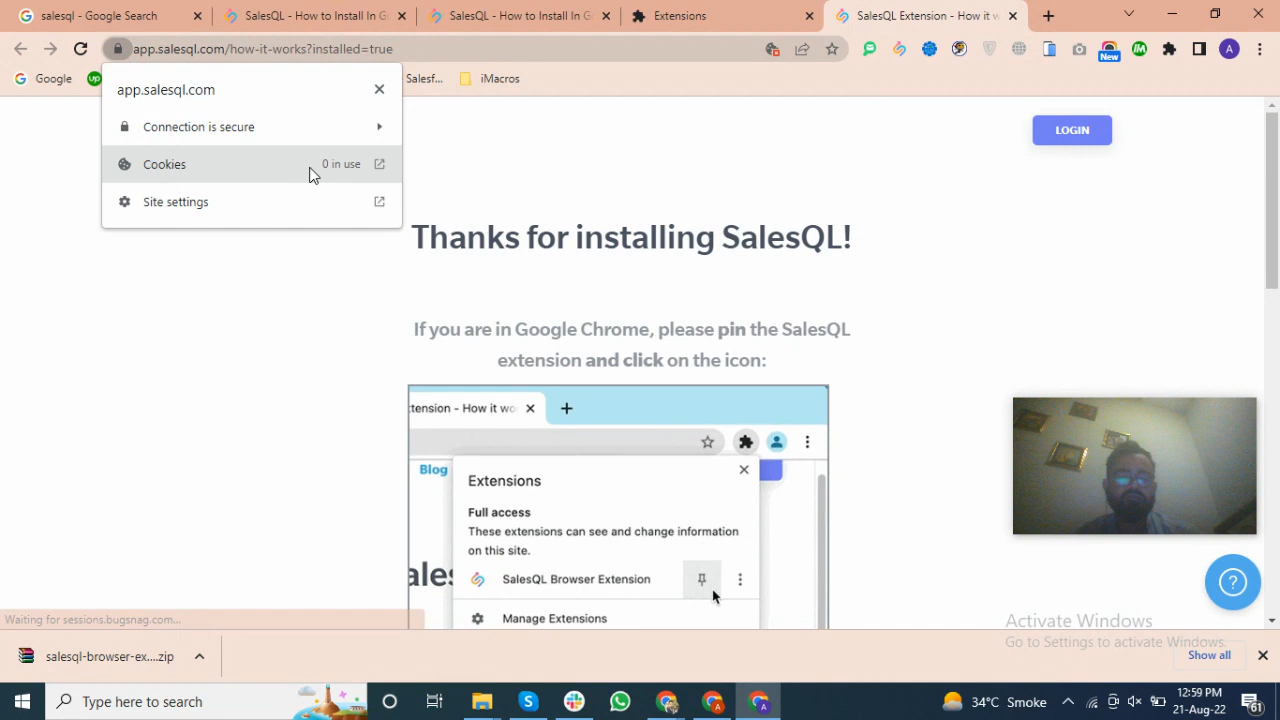 salesql - Google Search
SalesQL - How to Install In G
SalesQL - How to Install In G
Extensions
SalesQL Extension - How it w
app.salesql.com/how-it-works?installed=true
New
A
Google
up
Salesf...
iMacros
app.salesql.com
Connection is secure
Cookies
0 in use
Site settings
LOGIN
Thanks for installing SalesQL!
If you are in Google Chrome, please pin the SalesQL
extension and click on the icon:
tension - How it wo
Blog
Extensions
Full access
These extensions can see and change information
on this site.
ales
SalesQL Browser Extension
Manage Extensions
Waiting for sessions.bugsnag.com...
Activate Windows
Go to Settings to activate Windows.
salesql-browser-ex....zip
Show all
Type here to search
34°C Smoke
12:59 PM
21-Aug-22
61